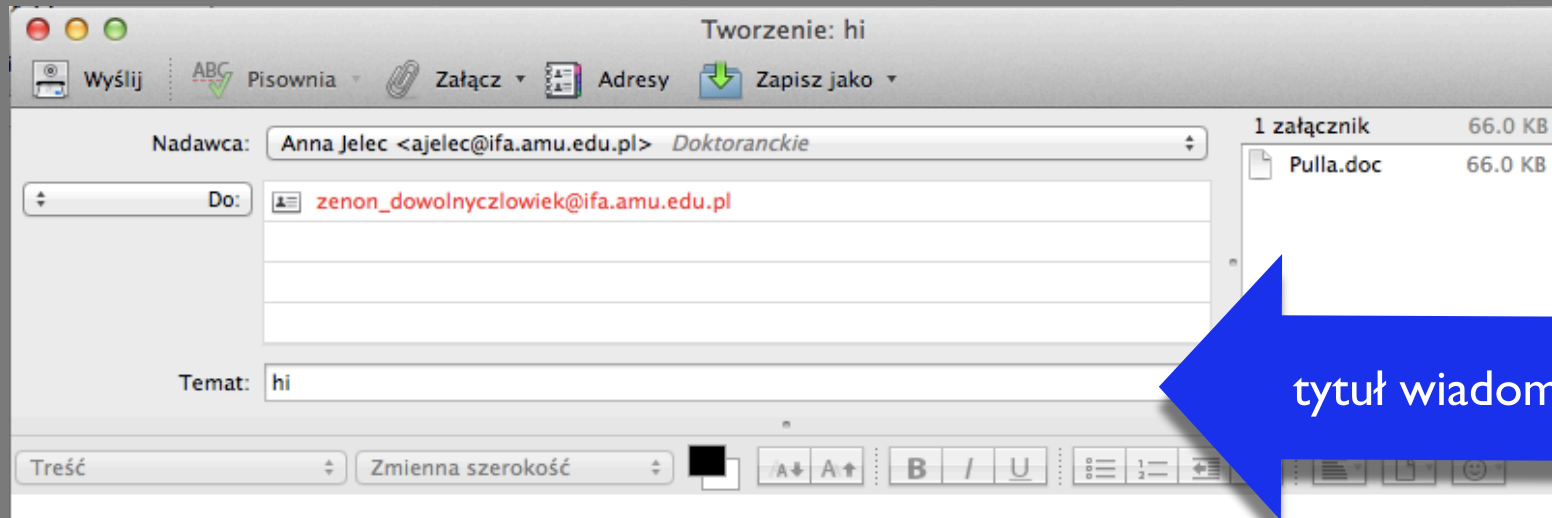 Tworzenie: hi
Wyślij ABC Pisownia Załącz Adresy Zapisz jako
Nadawca: Anna Jelec <ajelec@ifa.amu.edu.pl> Doktoranckie
1 załącznik 66.0 KB
Pulla.doc 66.0 KB
Do: zenon_dowolnyczlowiek@ifa.amu.edu.pl
Temat: hi
tytuł wiadom
Treść Zmienna szerokość A A B I U